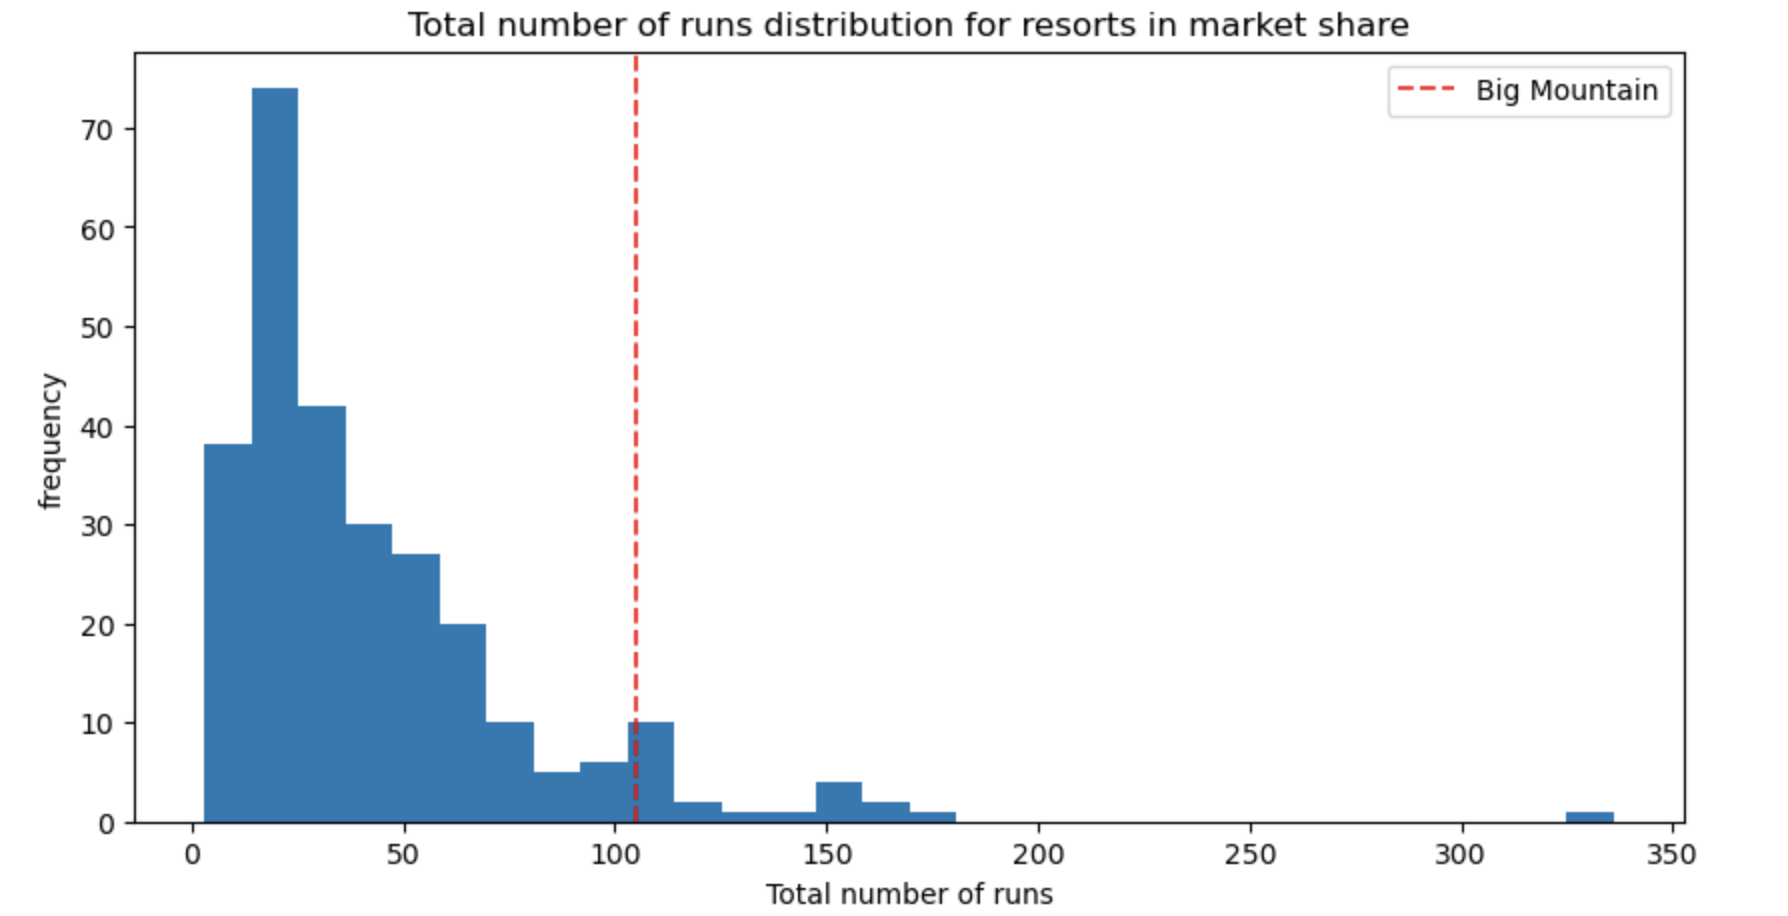 Total number of runs distribution for resorts in market share
Big Mountain
70
60
50
40
30
20
10
0
frequency
0 50 100 150 200 250 300 350
Total number of runs